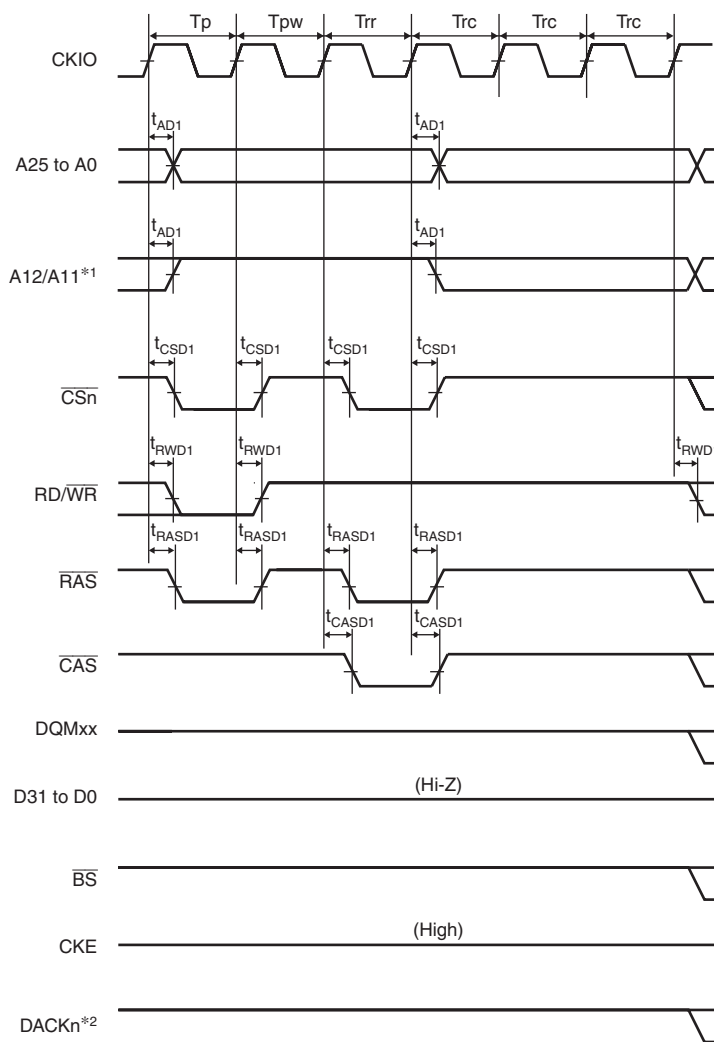 Tp Tpw Trr Trc Trc Trc
CKIO
tAD1 tAD1
A25 to A0
tAD1 tAD1
A12/A11*1
tCSD1 tCSD1 tCSD1 tCSD1
CSn
tRWD1 tRWD1 tRWD
RD/WR
tRASD1 tRASD1 tRASD1 tRASD1
RAS
tCASD1 tCASD1
CAS
DQMxx
(Hi-Z)
D31 to D0
BS
(High)
CKE
DACKn*2